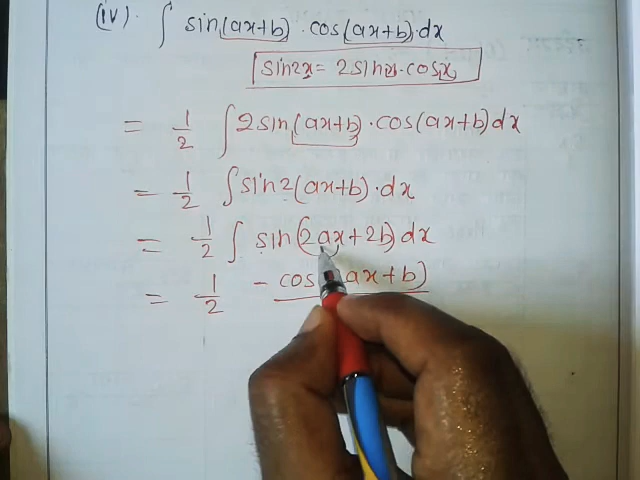 (iv). ∫ sin(ax+b) · cos(ax+b)·dx
sin2x = 2sinx·cosx
= 1/2 ∫ 2sin(ax+b)·cos(ax+b)dx
= 1/2 ∫ sin2(ax+b)·dx
= 1/2 ∫ sin(2ax+2b)dx
= 1/2 -cos ax+b)